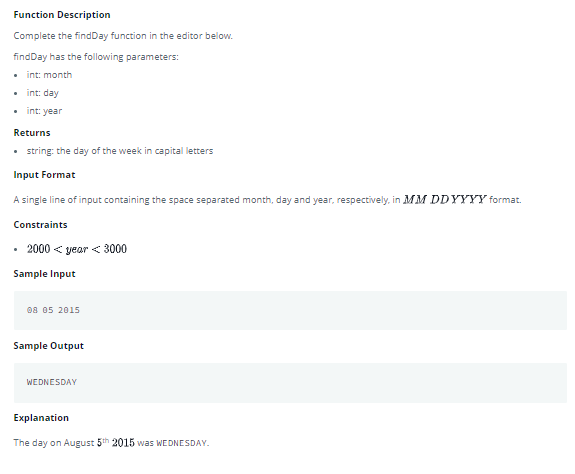 Function Description
Complete the findDay function in the editor below.
findDay has the following parameters:
• int: month
• int: day
• int: year
Returns
• string: the day of the week in capital letters
Input Format
A single line of input containing the space separated month, day and year, respectively, in MM DD YYYY format.
Constraints
• 2000 < year < 3000
Sample Input
08 05 2015
Sample Output
WEDNESDAY
Explanation
The day on August 5th 2015 was WEDNESDAY.